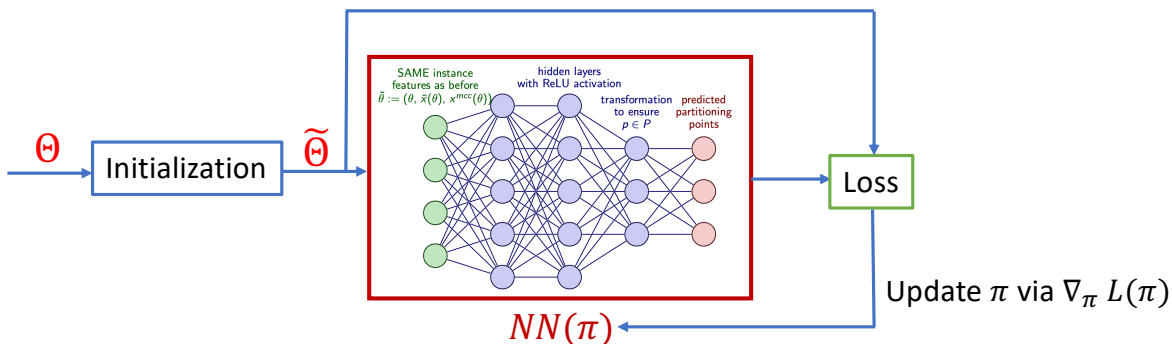 Θ
Initialization
Θ̃
SAME instance
features as before
θ̃ := (θ, x̄(θ), x^{mcc}(θ))
hidden layers
with ReLU activation
transformation
to ensure
p ∈ P
predicted
partitioning
points
Loss
Update π via ∇_π L(π)
NN(π)